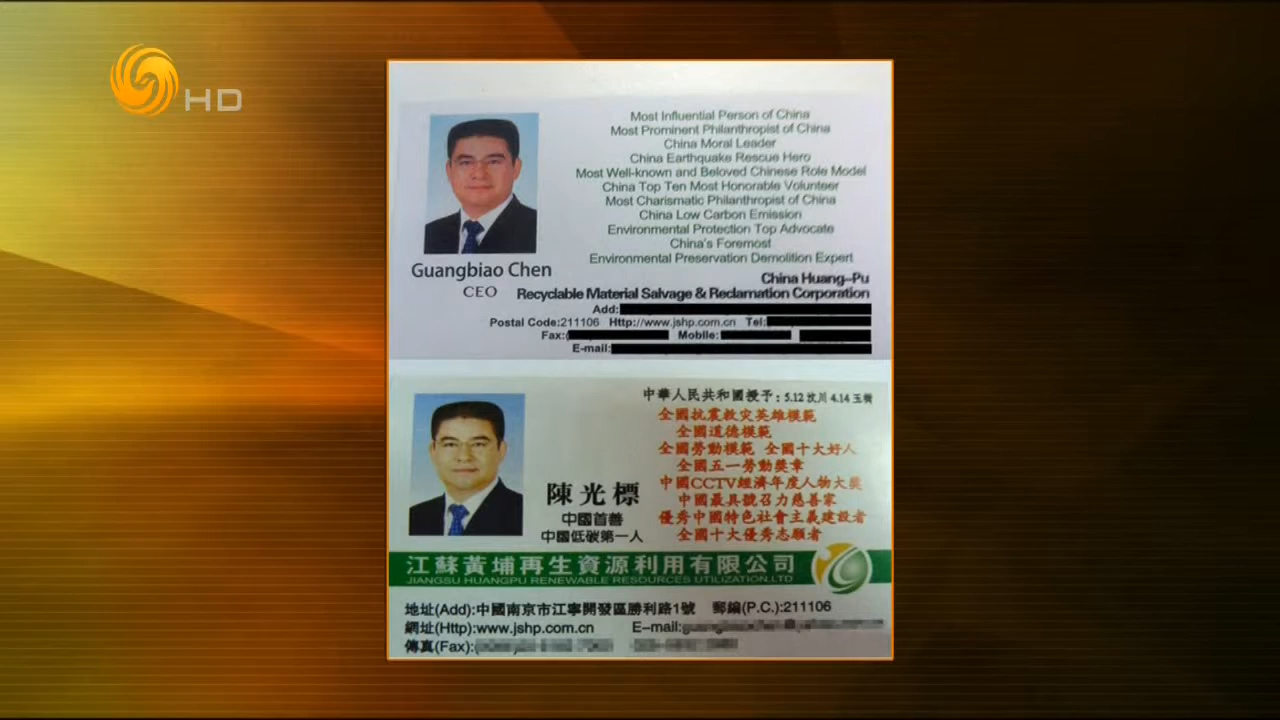 HD
Most Influential Person of China
Most Prominent Philanthropist of China
China Moral Leader
China Earthquake Rescue Hero
Most Well-known and Beloved Chinese Role Model
China Top Ten Most Honorable Volunteer
Most Charismatic Philanthropist of China
China Low Carbon Emission
Environmental Protection Top Advocate
China's Foremost
Environmental Preservation Demolition Expert
Guangbiao Chen
CEO
China Huang-Pu
Recyclable Material Salvage & Reclamation Corporation
Add:
Postal Code:211106 Http://www.jshp.com.cn Tel:
Fax:( Mobile:
E-mail:
中華人民共和國授予：5.12 汶川 4.14 玉樹
全國抗震救灾英雄模範
全國道德模範
全國勞動模範 全國十大好人
全國五一勞動獎章
中國CCTV經濟年度人物大獎
中國最具號召力慈善家
優秀中國特色社會主義建設者
全國十大優秀志願者
陳光標
中國首善
中國低碳第一人
江蘇黃埔再生資源利用有限公司
JIANGSU HUANGPU RENEWABLE RESOURCES UTILIZATION.LTD
地址(Add):中國南京市江寧開發區勝利路1號 郵編(P.C.):211106
網址(Http):www.jshp.com.cn E-mail:
傳真(Fax):